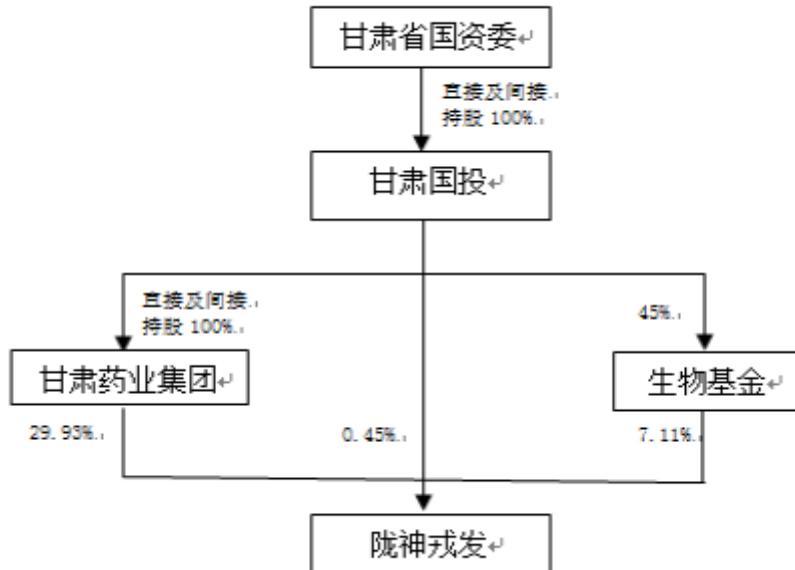 甘肃省国资委↵
直接及间接
持股 100%
甘肃国投↵
直接及间接
持股 100%
45%
甘肃药业集团↵
生物基金↵
29.93%
0.45%
7.11%
陇神戎发↵